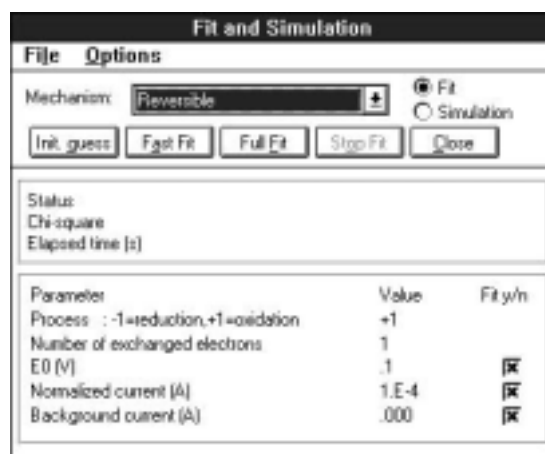 Fit and Simulation
File Options
Mechanism: Reversible
Fit
Simulation
Init. guess Fast Fit Full Fit Stop Fit Close
Status
Chi-square
Elapsed time (s)
Parameter Value Fit y/n
Process : -1=reduction,+1=oxidation +1
Number of exchanged electrons 1
E0 (V) .1
Normalized current (A) 1.E-4
Background current (A) .000